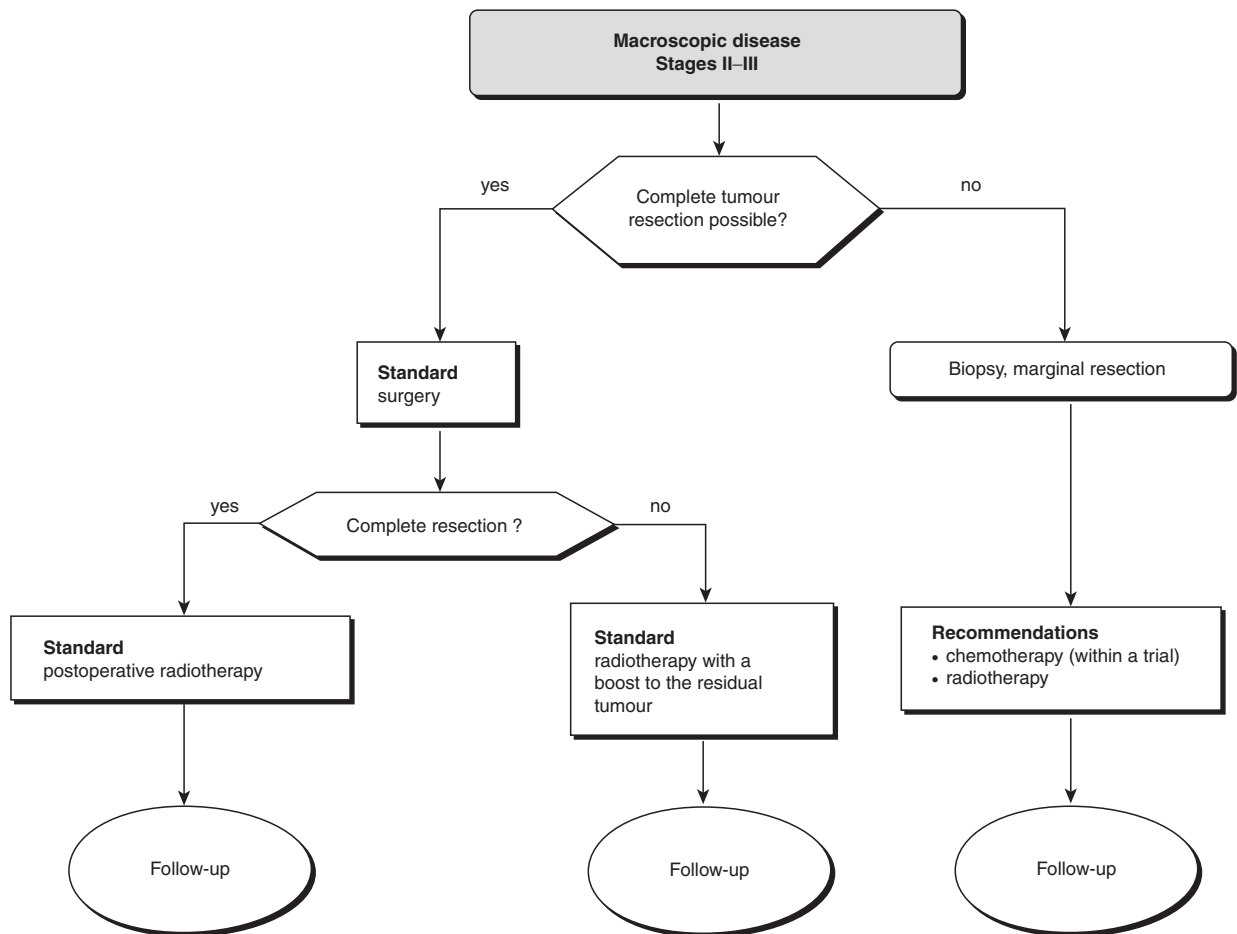 Macroscopic disease
Stages II–III
Complete tumour
resection possible?
yes
no
Standard
surgery
Biopsy, marginal resection
Complete resection ?
yes
no
Standard
postoperative radiotherapy
Standard
radiotherapy with a
boost to the residual
tumour
Recommendations
• chemotherapy (within a trial)
• radiotherapy
Follow-up
Follow-up
Follow-up